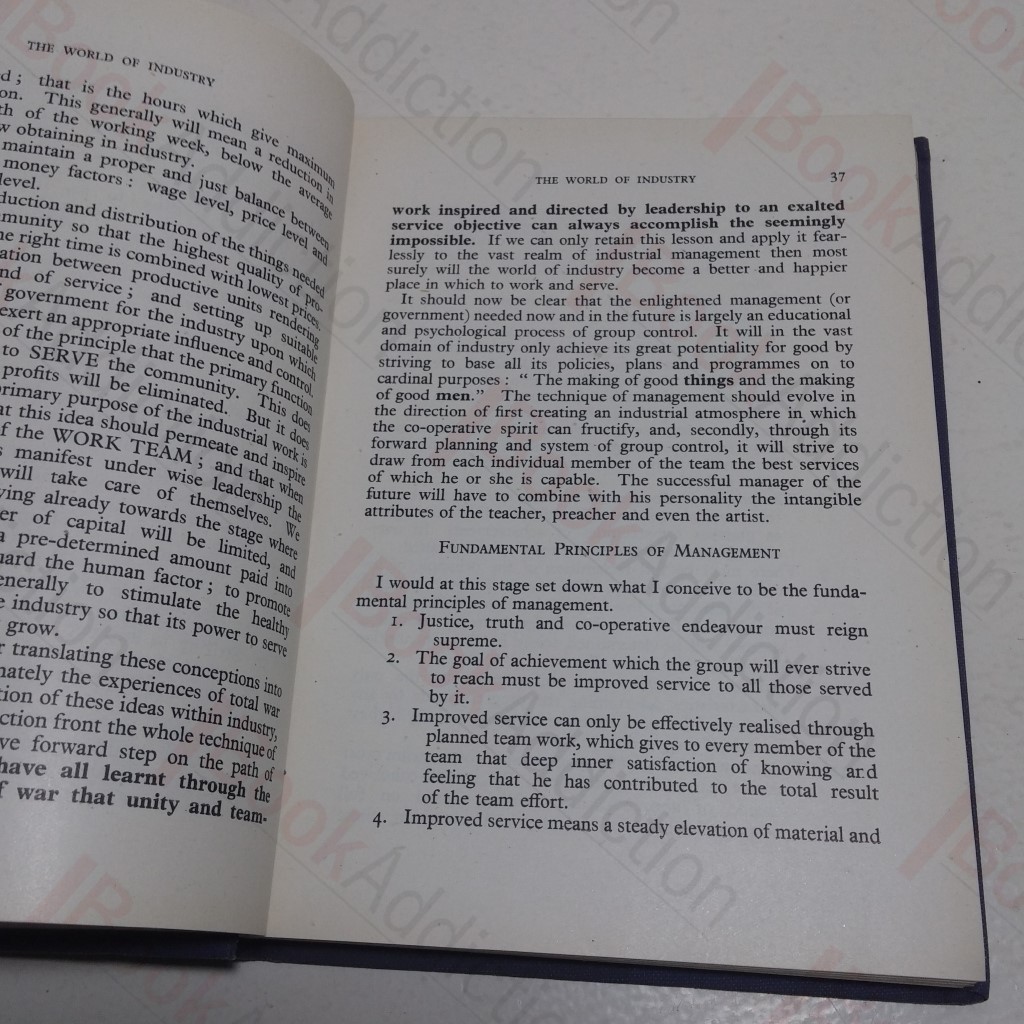 THE WORLD OF INDUSTRY
d; that is the hours which give maximum
on. This generally will mean a reduction in
th of the working week, below the average
w obtaining in industry.
maintain a proper and just balance between
money factors: wage level, price level and
level.
duction and distribution of the things needed
mmunity so that the highest quality of pro-
he right time is combined with lowest prices.
ation between productive units rendering
nd of service; and setting up suitable
government for the industry upon which
exert an appropriate influence and control.
of the principle that the primary function
to SERVE the community. This does
profits will be eliminated. But it does
primary purpose of the industrial work is
at this idea should permeate and inspire
of the WORK TEAM; and that when
s manifest under wise leadership the
will take care of themselves. We
ving already towards the stage where
er of capital will be limited, and
a pre-determined amount paid into
uard the human factor; to promote
enerally to stimulate the healthy
e industry so that its power to serve
grow.
r translating these conceptions into
nately the experiences of total war
tion of these ideas within industry,
ction front the whole technique of
ve forward step on the path of
have all learnt through the
f war that unity and team-
THE WORLD OF INDUSTRY 37
work inspired and directed by leadership to an exalted
service objective can always accomplish the seemingly
impossible. If we can only retain this lesson and apply it fear-
lessly to the vast realm of industrial management then most
surely will the world of industry become a better and happier
place in which to work and serve.
It should now be clear that the enlightened management (or
government) needed now and in the future is largely an educational
and psychological process of group control. It will in the vast
domain of industry only achieve its great potentiality for good by
striving to base all its policies, plans and programmes on to
cardinal purposes: "The making of good things and the making
of good men." The technique of management should evolve in
the direction of first creating an industrial atmosphere in which
the co-operative spirit can fructify, and, secondly, through its
forward planning and system of group control, it will strive to
draw from each individual member of the team the best services
of which he or she is capable. The successful manager of the
future will have to combine with his personality the intangible
attributes of the teacher, preacher and even the artist.
FUNDAMENTAL PRINCIPLES OF MANAGEMENT
I would at this stage set down what I conceive to be the funda-
mental principles of management.
1. Justice, truth and co-operative endeavour must reign
supreme.
2. The goal of achievement which the group will ever strive
to reach must be improved service to all those served
by it.
3. Improved service can only be effectively realised through
planned team work, which gives to every member of the
team that deep inner satisfaction of knowing and
feeling that he has contributed to the total result
of the team effort.
4. Improved service means a steady elevation of material and